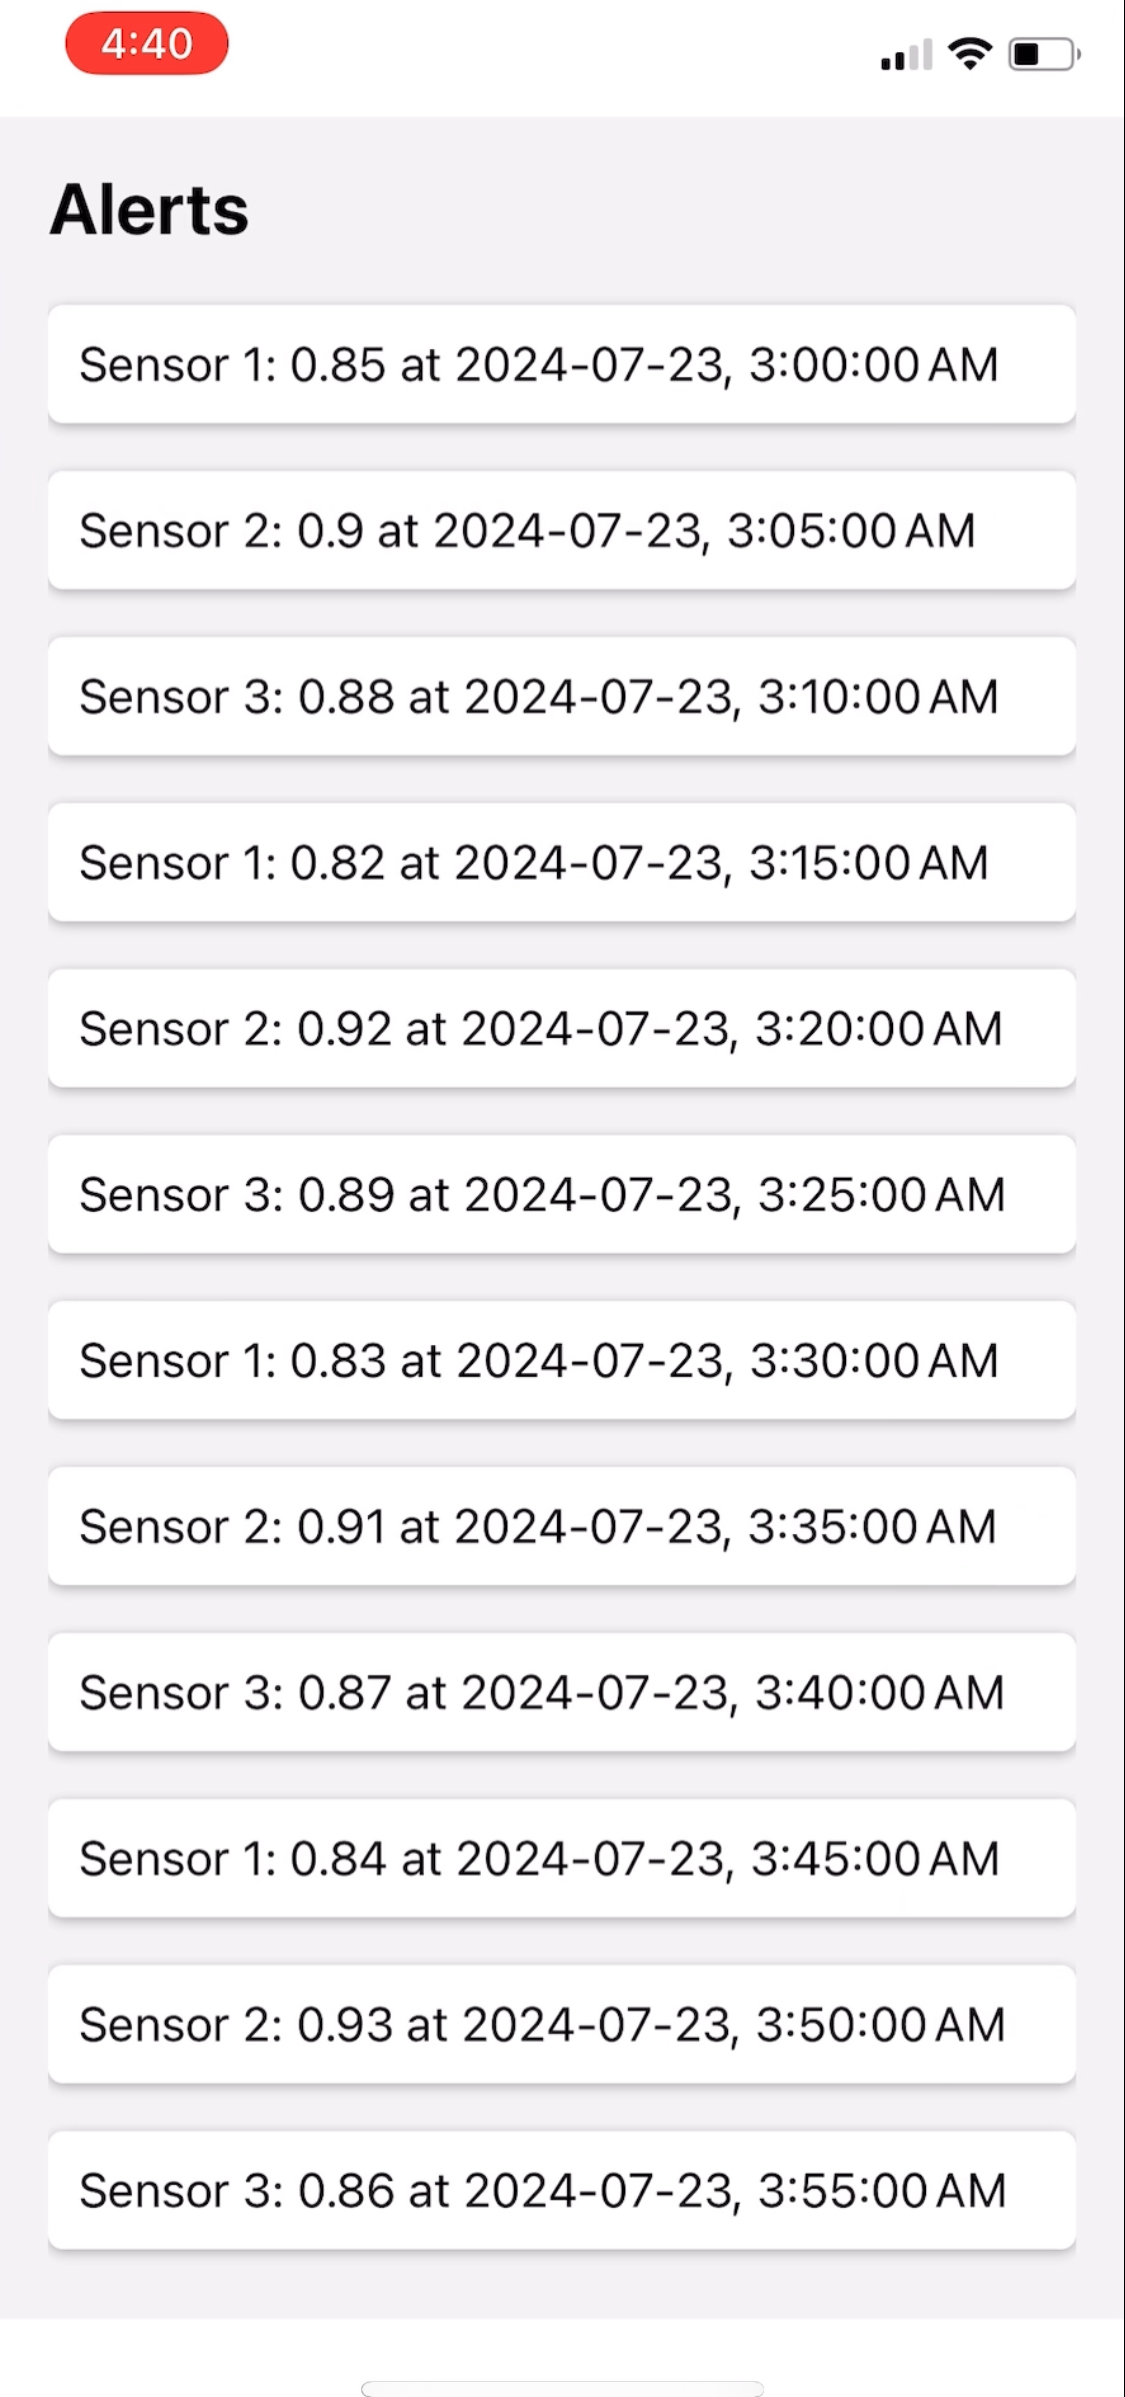 4:40
Alerts
Sensor 1: 0.85 at 2024-07-23, 3:00:00 AM
Sensor 2: 0.9 at 2024-07-23, 3:05:00 AM
Sensor 3: 0.88 at 2024-07-23, 3:10:00 AM
Sensor 1: 0.82 at 2024-07-23, 3:15:00 AM
Sensor 2: 0.92 at 2024-07-23, 3:20:00 AM
Sensor 3: 0.89 at 2024-07-23, 3:25:00 AM
Sensor 1: 0.83 at 2024-07-23, 3:30:00 AM
Sensor 2: 0.91 at 2024-07-23, 3:35:00 AM
Sensor 3: 0.87 at 2024-07-23, 3:40:00 AM
Sensor 1: 0.84 at 2024-07-23, 3:45:00 AM
Sensor 2: 0.93 at 2024-07-23, 3:50:00 AM
Sensor 3: 0.86 at 2024-07-23, 3:55:00 AM